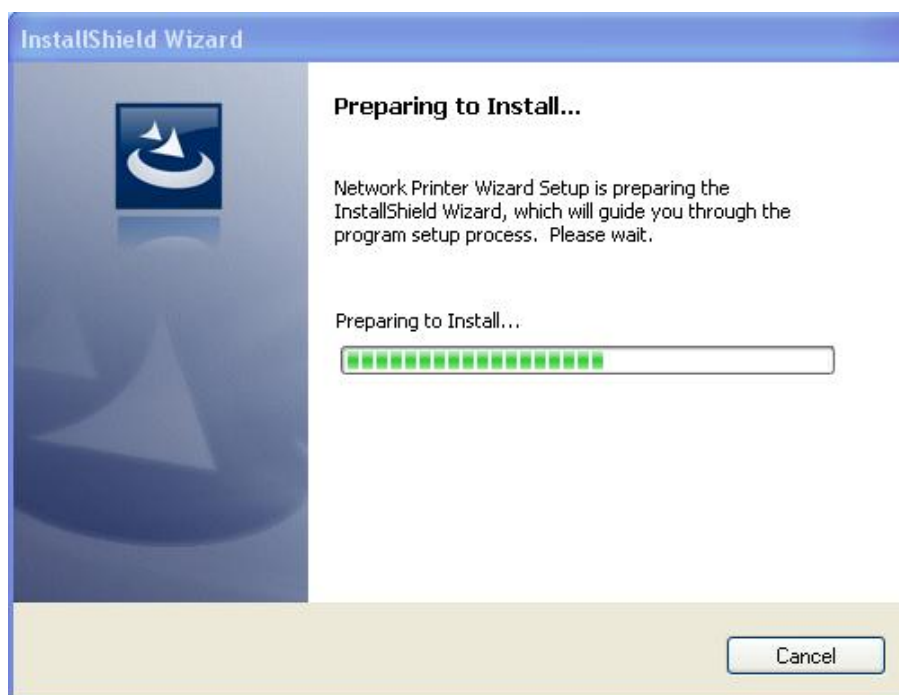 InstallShield Wizard
Preparing to Install...
Network Printer Wizard Setup is preparing the
InstallShield Wizard, which will guide you through the
program setup process.  Please wait.
Preparing to Install...
Cancel